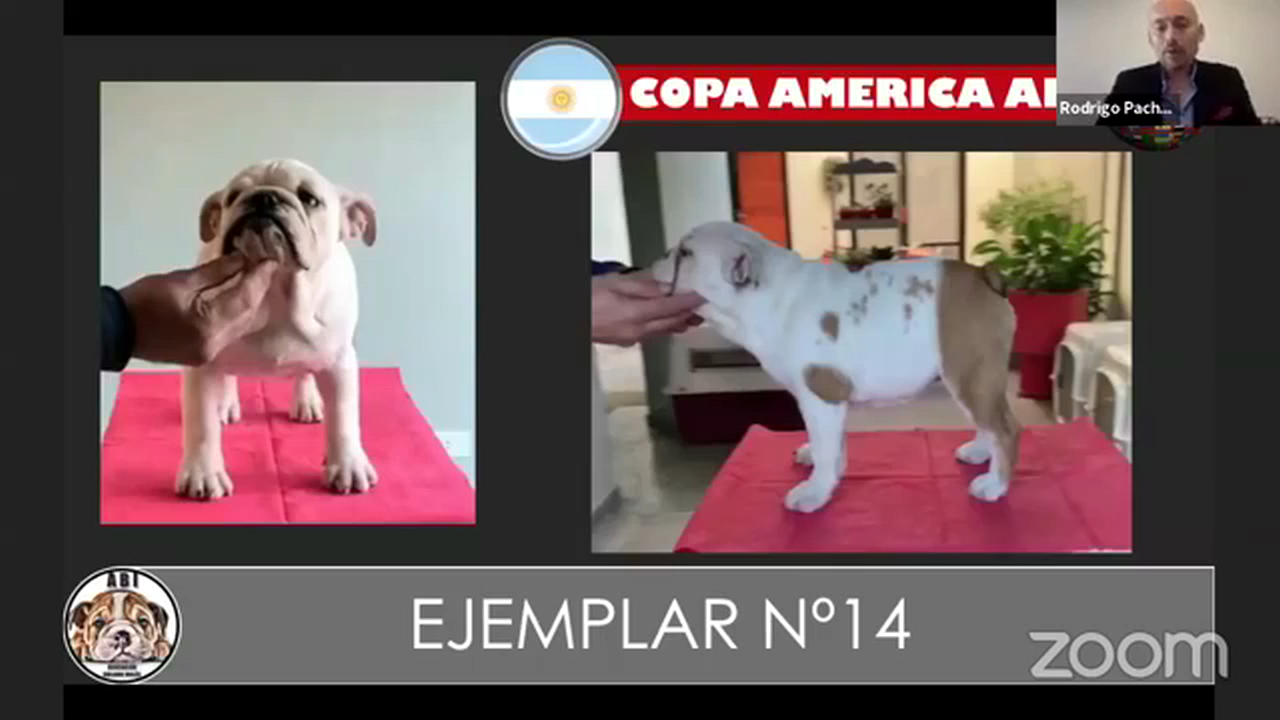 COPA AMERICA
Rodrigo Pach...
ABI
EJEMPLAR Nº14
zoom